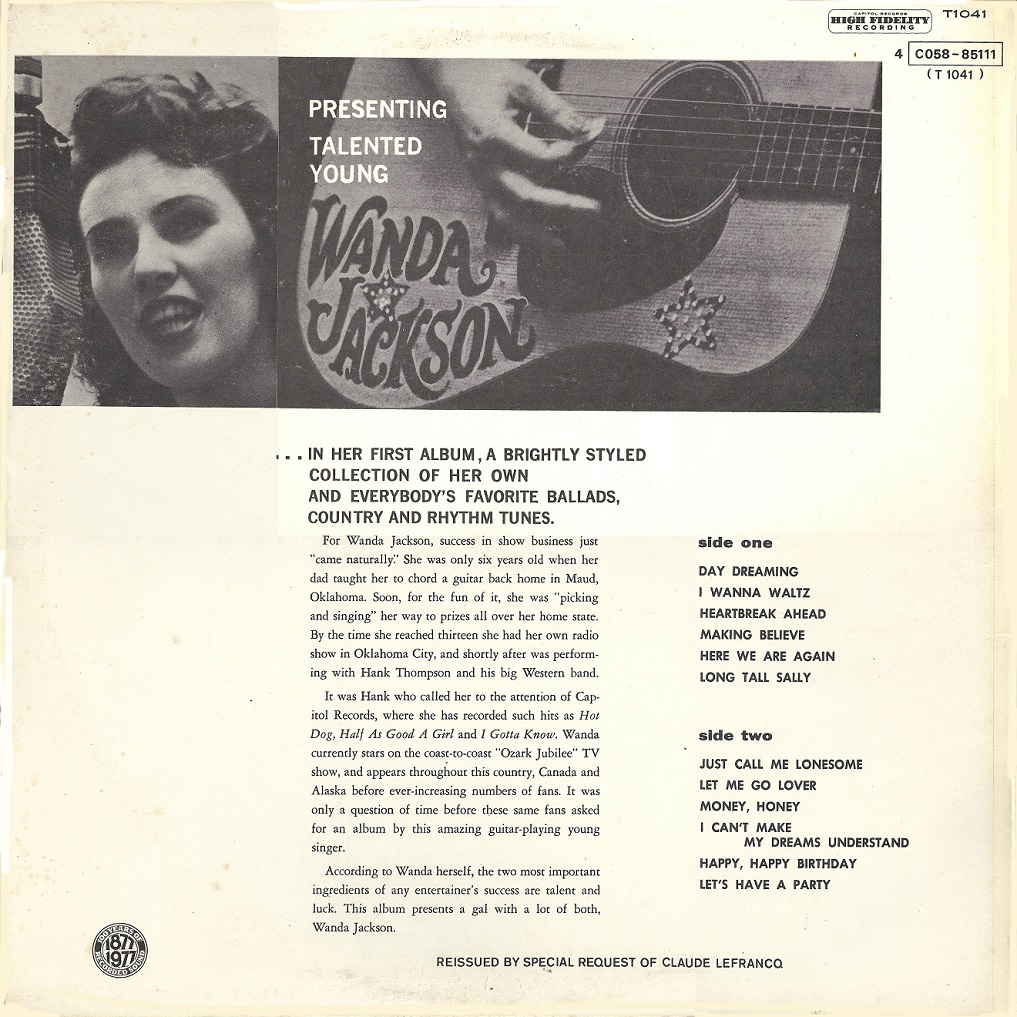 CAPITOL RECORDS
HIGH FIDELITY
RECORDING
T1041
4 C058-85111
(T 1041)
PRESENTING
TALENTED
YOUNG
WANDA
JACKSON
...IN HER FIRST ALBUM, A BRIGHTLY STYLED
COLLECTION OF HER OWN
AND EVERYBODY'S FAVORITE BALLADS,
COUNTRY AND RHYTHM TUNES.
For Wanda Jackson, success in show business just
"came naturally." She was only six years old when her
dad taught her to chord a guitar back home in Maud,
Oklahoma. Soon, for the fun of it, she was "picking
and singing" her way to prizes all over her home state.
By the time she reached thirteen she had her own radio
show in Oklahoma City, and shortly after was perform-
ing with Hank Thompson and his big Western band.
It was Hank who called her to the attention of Cap-
itol Records, where she has recorded such hits as Hot
Dog, Half As Good A Girl and I Gotta Know. Wanda
currently stars on the coast-to-coast "Ozark Jubilee" TV
show, and appears throughout this country, Canada and
Alaska before ever-increasing numbers of fans. It was
only a question of time before these same fans asked
for an album by this amazing guitar-playing young
singer.
According to Wanda herself, the two most important
ingredients of any entertainer's success are talent and
luck. This album presents a gal with a lot of both,
Wanda Jackson.
side one
DAY DREAMING
I WANNA WALTZ
HEARTBREAK AHEAD
MAKING BELIEVE
HERE WE ARE AGAIN
LONG TALL SALLY
side two
JUST CALL ME LONESOME
LET ME GO LOVER
MONEY, HONEY
I CAN'T MAKE
MY DREAMS UNDERSTAND
HAPPY, HAPPY BIRTHDAY
LET'S HAVE A PARTY
100 YEARS OF
1877
1977
RECORDED SOUND
REISSUED BY SPECIAL REQUEST OF CLAUDE LEFRANCQ